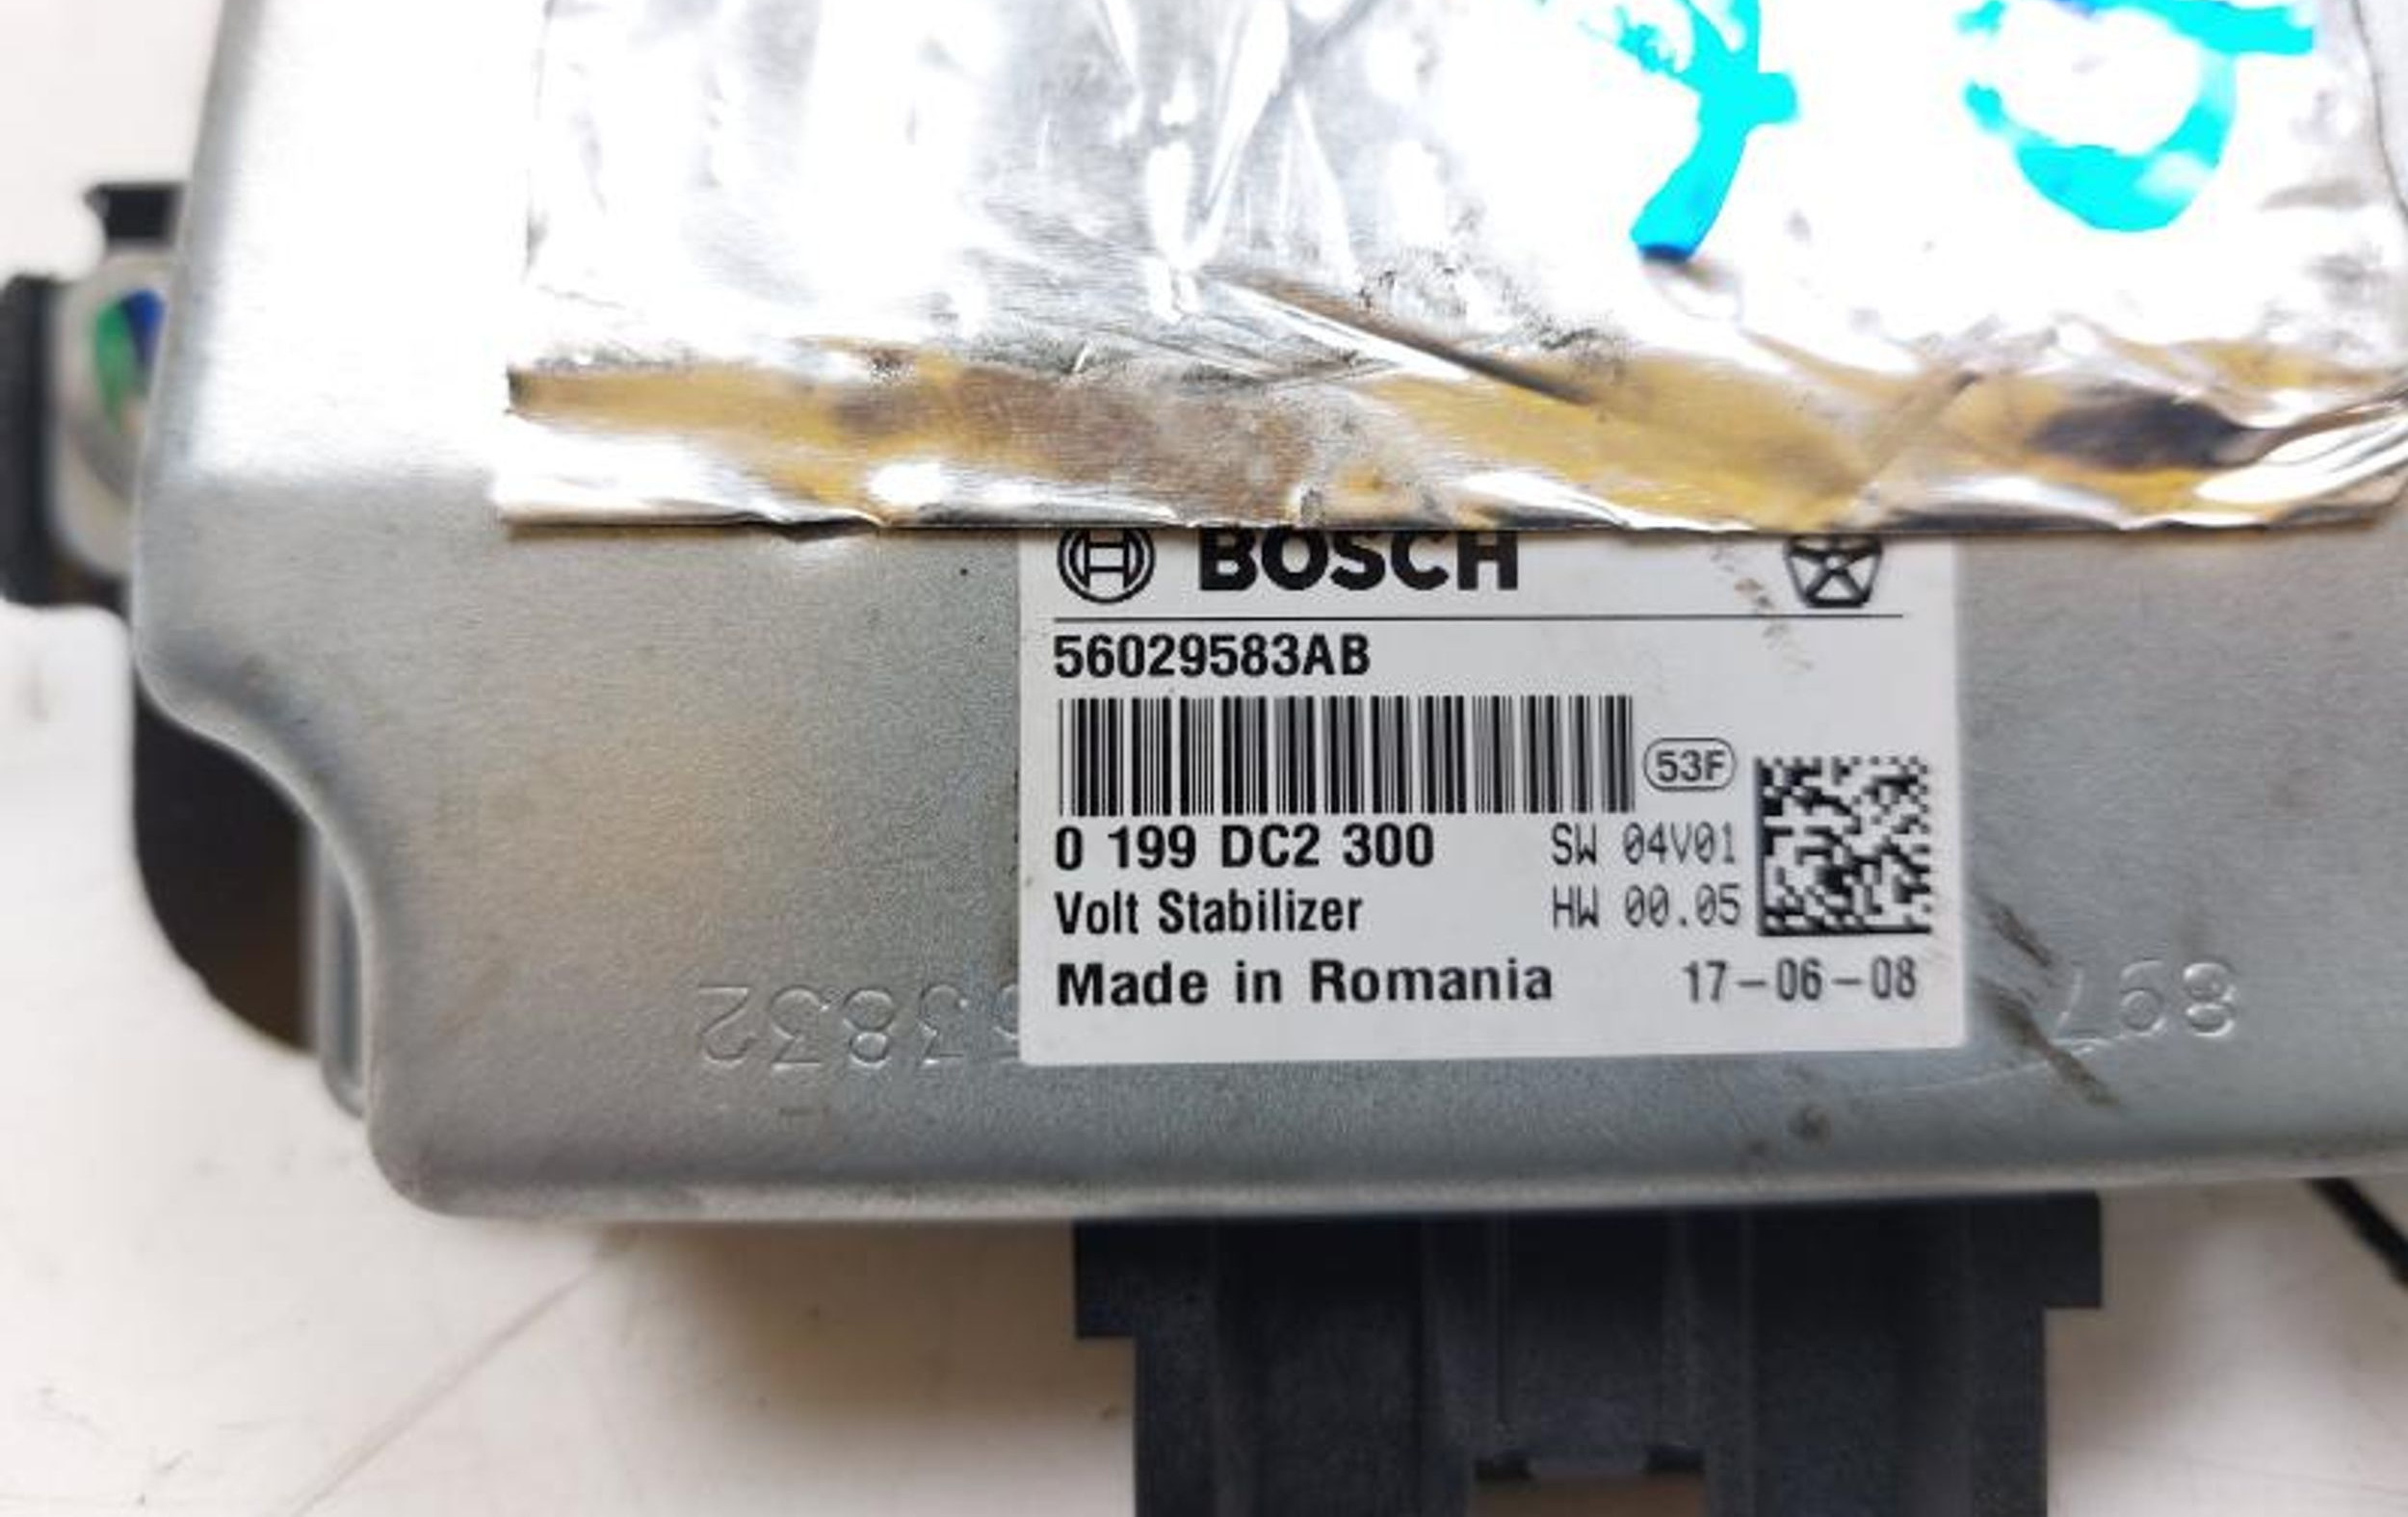 BOSCH
56029583AB
53F
0 199 DC2 300 SW 04V01
Volt Stabilizer HW 00.05
Made in Romania 17-06-08